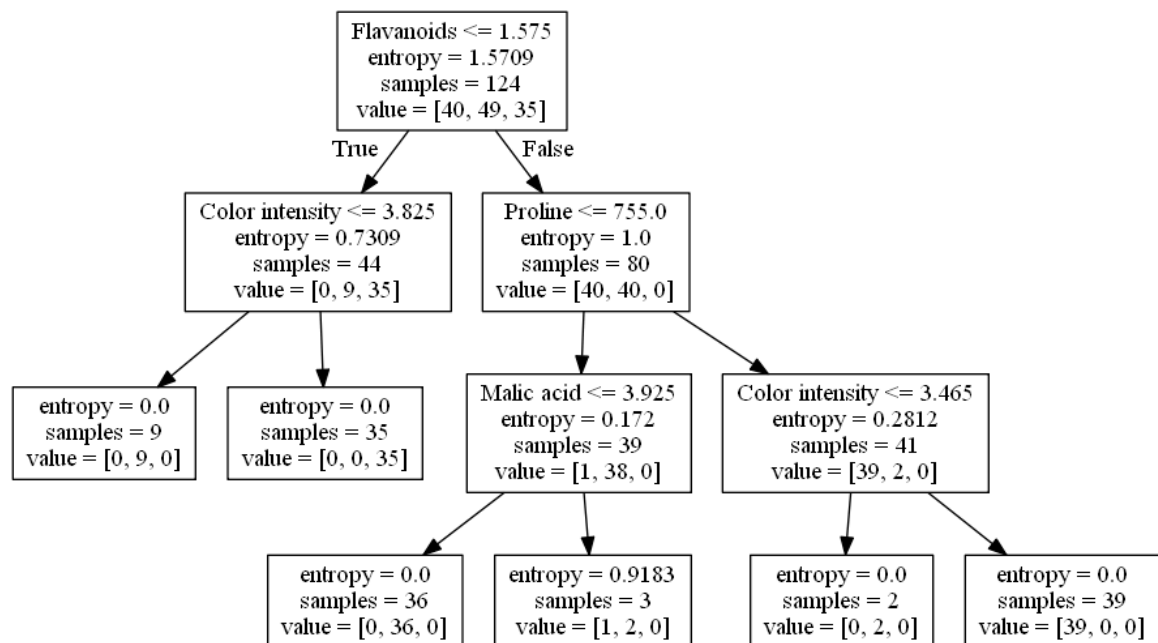 Flavanoids <= 1.575
entropy = 1.5709
samples = 124
value = [40, 49, 35]
True
False
Color intensity <= 3.825
entropy = 0.7309
samples = 44
value = [0, 9, 35]
Proline <= 755.0
entropy = 1.0
samples = 80
value = [40, 40, 0]
entropy = 0.0
samples = 9
value = [0, 9, 0]
entropy = 0.0
samples = 35
value = [0, 0, 35]
Malic acid <= 3.925
entropy = 0.172
samples = 39
value = [1, 38, 0]
Color intensity <= 3.465
entropy = 0.2812
samples = 41
value = [39, 2, 0]
entropy = 0.0
samples = 36
value = [0, 36, 0]
entropy = 0.9183
samples = 3
value = [1, 2, 0]
entropy = 0.0
samples = 2
value = [0, 2, 0]
entropy = 0.0
samples = 39
value = [39, 0, 0]